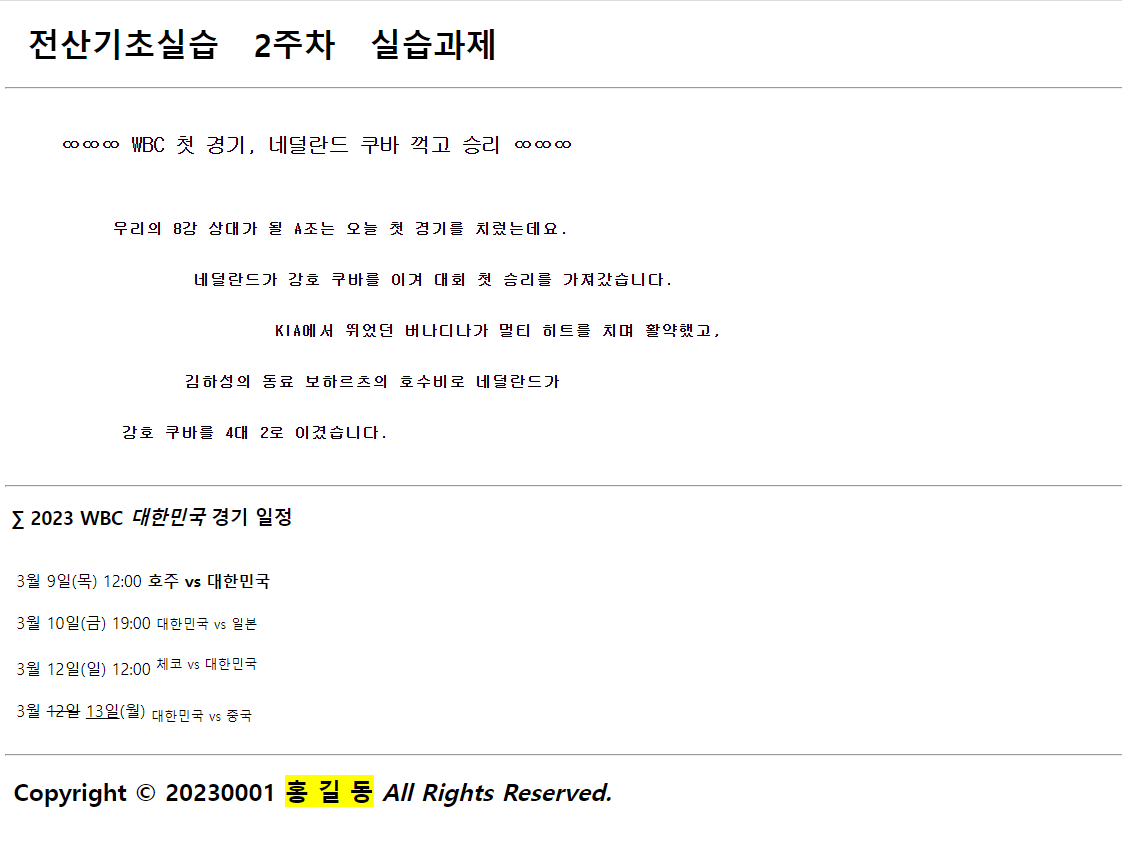 전산기초실습 2주차 실습과제
∞∞∞ WBC 첫 경기, 네덜란드 쿠바 꺽고 승리 ∞∞∞
우리의 8강 상대가 될 A조는 오늘 첫 경기를 치렀는데요.
네덜란드가 강호 쿠바를 이겨 대회 첫 승리를 가져갔습니다.
KIA에서 뛰었던 버나디나가 멀티 히트를 치며 활약했고,
김하성의 동료 보하르츠의 호수비로 네덜란드가
강호 쿠바를 4대 2로 이겼습니다.
∑ 2023 WBC 대한민국 경기 일정
3월 9일(목) 12:00 호주 vs 대한민국
3월 10일(금) 19:00 대한민국 vs 일본
3월 12일(일) 12:00 체코 vs 대한민국
3월 12일 13일(월) 대한민국 vs 중국
Copyright © 20230001 홍 길 동 All Rights Reserved.